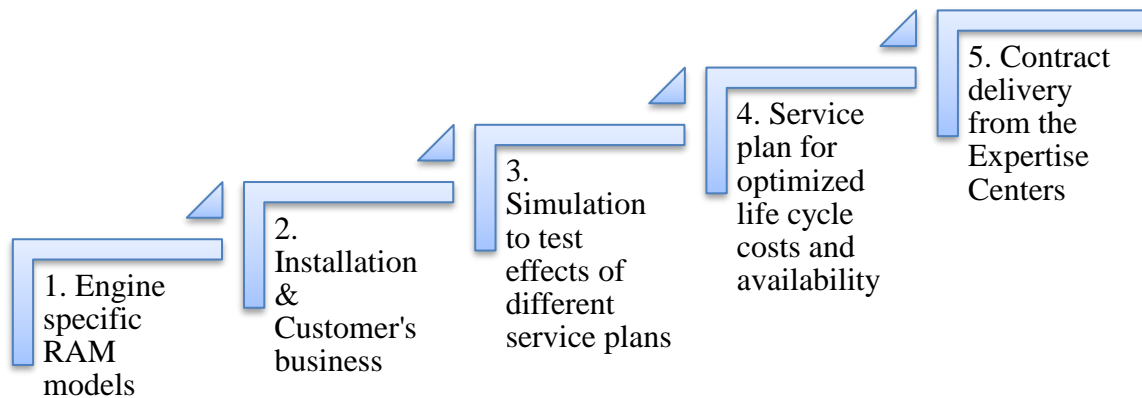 1. Engine
specific
RAM
models
2.
Installation
&
Customer's
business
3.
Simulation
to test
effects of
different
service plans
4. Service
plan for
optimized
life cycle
costs and
availability
5. Contract
delivery
from the
Expertise
Centers